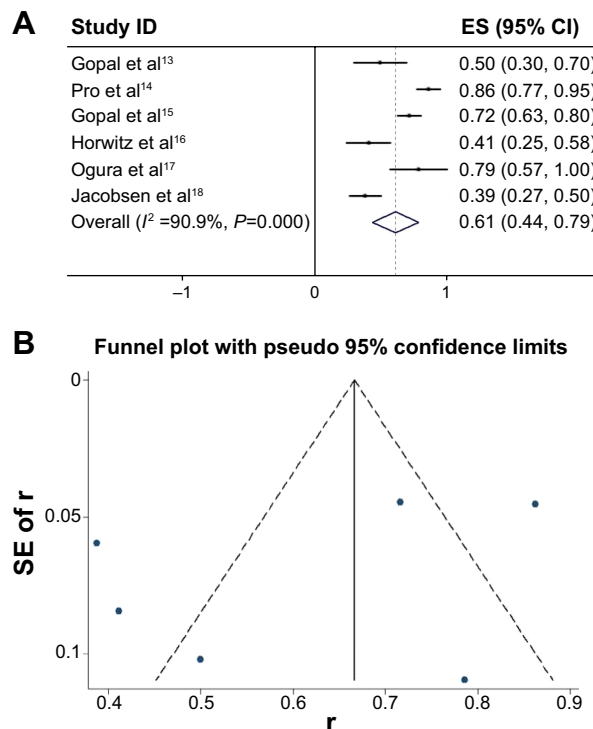 A
Study ID ES (95% CI)
Gopal et al¹³ 0.50 (0.30, 0.70)
Pro et al¹⁴ 0.86 (0.77, 0.95)
Gopal et al¹⁵ 0.72 (0.63, 0.80)
Horwitz et al¹⁶ 0.41 (0.25, 0.58)
Ogura et al¹⁷ 0.79 (0.57, 1.00)
Jacobsen et al¹⁸ 0.39 (0.27, 0.50)
Overall (I² =90.9%, P=0.000) 0.61 (0.44, 0.79)
–1 0 1
B
Funnel plot with pseudo 95% confidence limits
0
0.05
0.1
SE of r
0.4 0.5 0.6 0.7 0.8 0.9
r